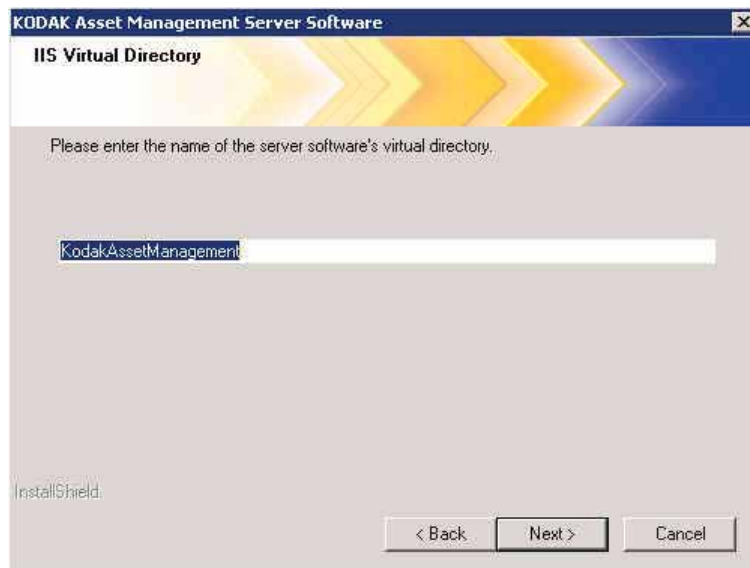 KODAK Asset Management Server Software
IIS Virtual Directory
Please enter the name of the server software's virtual directory.
KodakAssetManagement
InstallShield
< Back
Next >
Cancel